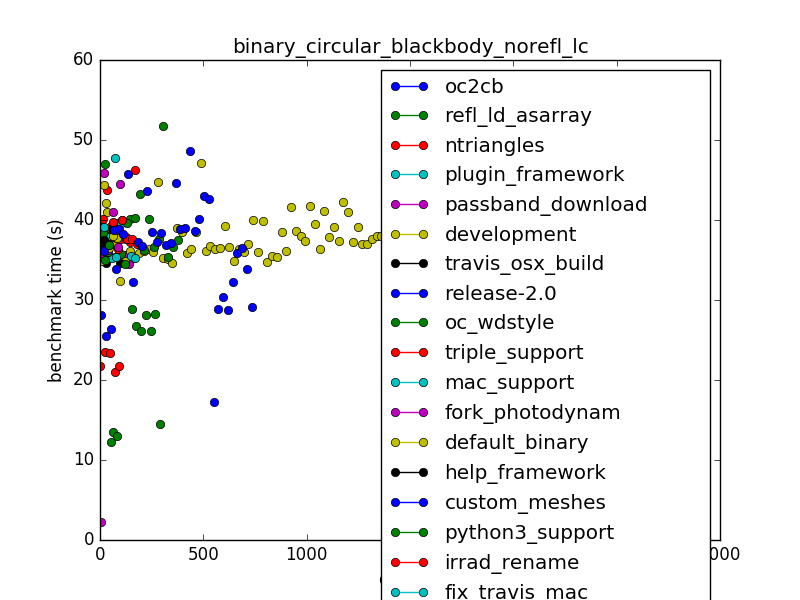 binary_circular_blackbody_norefl_lc
60
50
40
30
20
10
0
benchmark time (s)
0
500
1000
000
oc2cb
refl_ld_asarray
ntriangles
plugin_framework
passband_download
development
travis_osx_build
release-2.0
oc_wdstyle
triple_support
mac_support
fork_photodynam
default_binary
help_framework
custom_meshes
python3_support
irrad_rename
fix_travis_mac